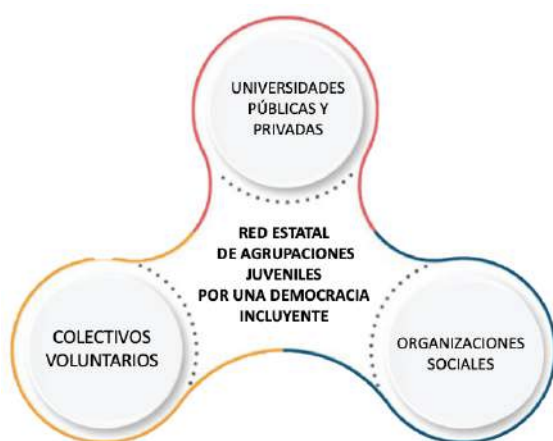 UNIVERSIDADES
PÚBLICAS Y
PRIVADAS
RED ESTATAL
DE AGRUPACIONES
JUVENILES
POR UNA DEMOCRACIA
INCLUYENTE
COLECTIVOS
VOLUNTARIOS
ORGANIZACIONES
SOCIALES